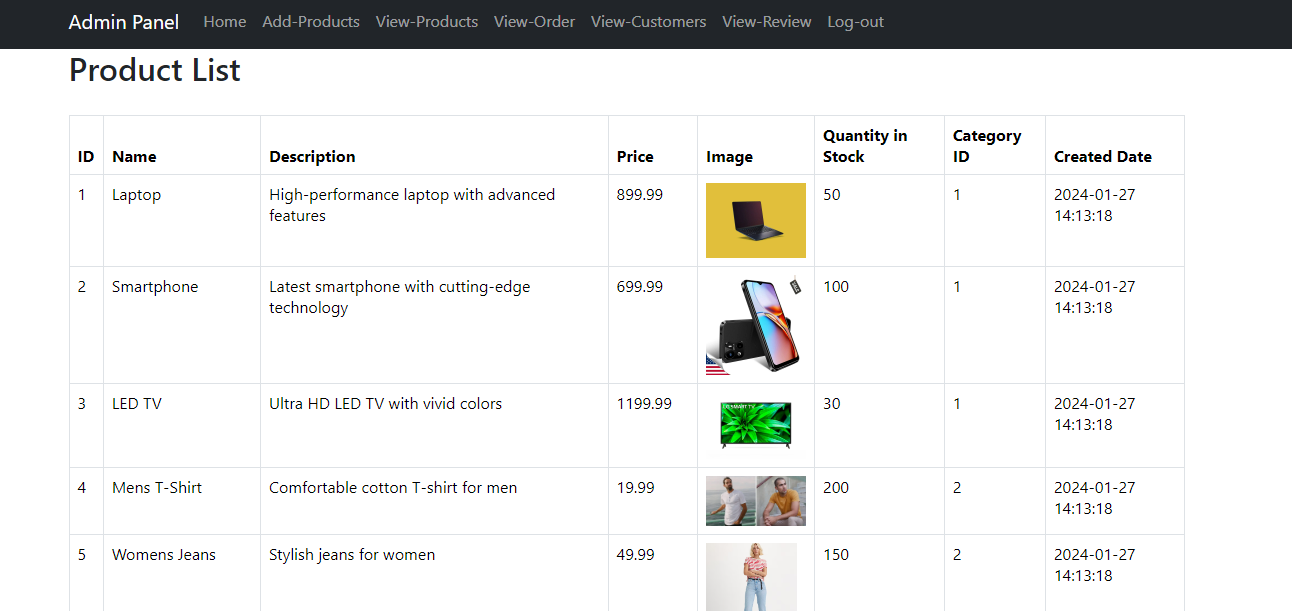 Admin Panel Home Add-Products View-Products View-Order View-Customers View-Review Log-out
Product List
ID Name Description Price Image Quantity in Stock Category ID Created Date
1 Laptop High-performance laptop with advanced features 899.99 50 1 2024-01-27 14:13:18
2 Smartphone Latest smartphone with cutting-edge technology 699.99 100 1 2024-01-27 14:13:18
3 LED TV Ultra HD LED TV with vivid colors 1199.99 SMART TV 30 1 2024-01-27 14:13:18
4 Mens T-Shirt Comfortable cotton T-shirt for men 19.99 200 2 2024-01-27 14:13:18
5 Womens Jeans Stylish jeans for women 49.99 150 2 2024-01-27 14:13:18